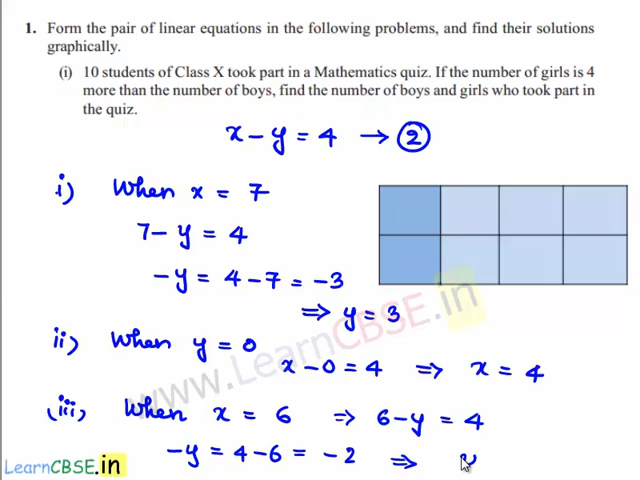 1. Form the pair of linear equations in the following problems, and find their solutions
graphically.
(i) 10 students of Class X took part in a Mathematics quiz. If the number of girls is 4
more than the number of boys, find the number of boys and girls who took part in
the quiz.
x - y = 4 → ②
i) When x = 7
7 - y = 4
-y = 4 - 7 = -3
⇒ y = 3
ii) When y = 0
x - 0 = 4 ⇒ x = 4
(iii) When x = 6 ⇒ 6 - y = 4
-y = 4 - 6 = -2 ⇒
www.LearnCBSE.in
LearnCBSE.in